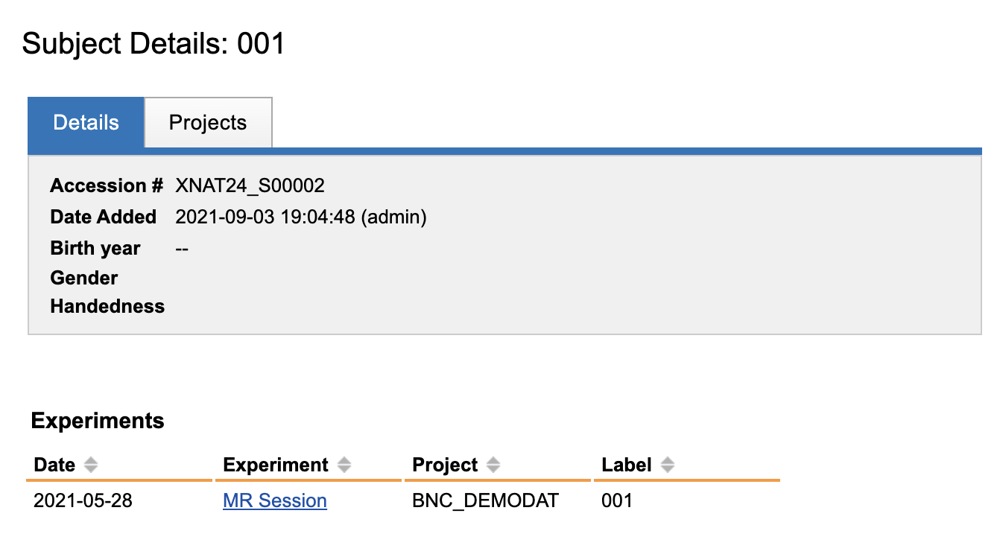 Subject Details: 001
Details Projects
Accession # XNAT24_S00002
Date Added 2021-09-03 19:04:48 (admin)
Birth year --
Gender
Handedness
Experiments
Date Experiment Project Label
2021-05-28 MR Session BNC_DEMODAT 001